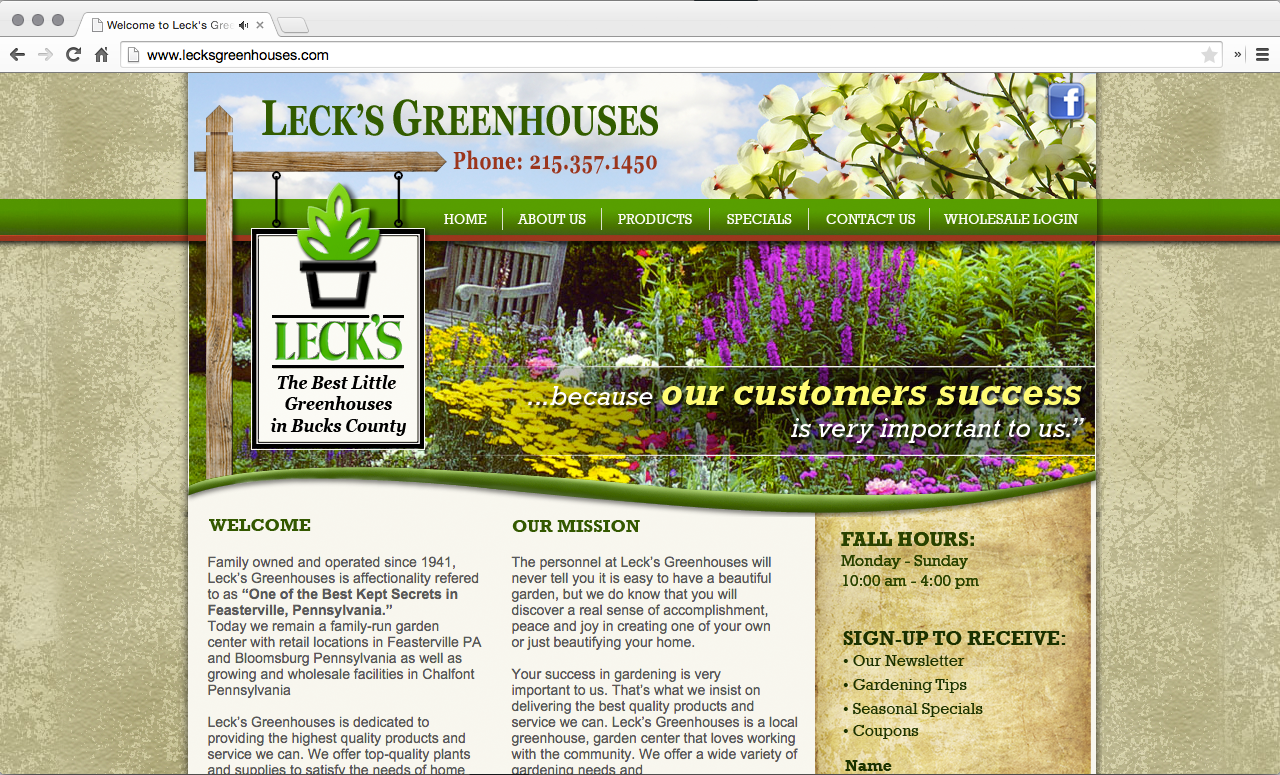 Welcome to Leck's Gree
www.lecksgreenhouses.com
»
LECK'S GREENHOUSES
f
Phone: 215.357.1450
HOME
ABOUT US
PRODUCTS
SPECIALS
CONTACT US
WHOLESALE LOGIN
LECK'S
The Best Little
Greenhouses
in Bucks County
...because our customers success
is very important to us.”
WELCOME
Family owned and operated since 1941,
Leck’s Greenhouses is affectionality refered
to as “One of the Best Kept Secrets in
Feasterville, Pennsylvania.”
Today we remain a family-run garden
center with retail locations in Feasterville PA
and Bloomsburg Pennsylvania as well as
growing and wholesale facilities in Chalfont
Pennsylvania
Leck’s Greenhouses is dedicated to
providing the highest quality products and
service we can. We offer top-quality plants
and supplies to satisfy the needs of home
OUR MISSION
The personnel at Leck’s Greenhouses will
never tell you it is easy to have a beautiful
garden, but we do know that you will
discover a real sense of accomplishment,
peace and joy in creating one of your own
or just beautifying your home.
Your success in gardening is very
important to us. That’s what we insist on
delivering the best quality products and
service we can. Leck’s Greenhouses is a local
greenhouse, garden center that loves working
with the community. We offer a wide variety of
gardening needs and
FALL HOURS:
Monday - Sunday
10:00 am - 4:00 pm
SIGN-UP TO RECEIVE:
• Our Newsletter
• Gardening Tips
• Seasonal Specials
• Coupons
Name